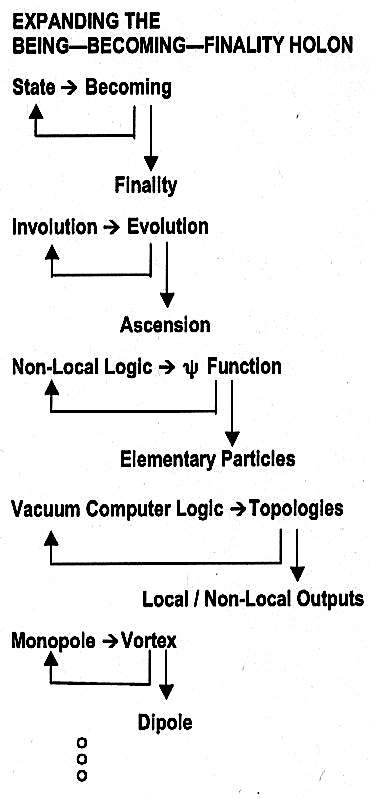 EXPANDING THE
BEING—BECOMING—FINALITY HOLON
State → Becoming
Finality
Involution → Evolution
Ascension
Non-Local Logic → ψ Function
Elementary Particles
Vacuum Computer Logic → Topologies
Local / Non-Local Outputs
Monopole → Vortex
Dipole